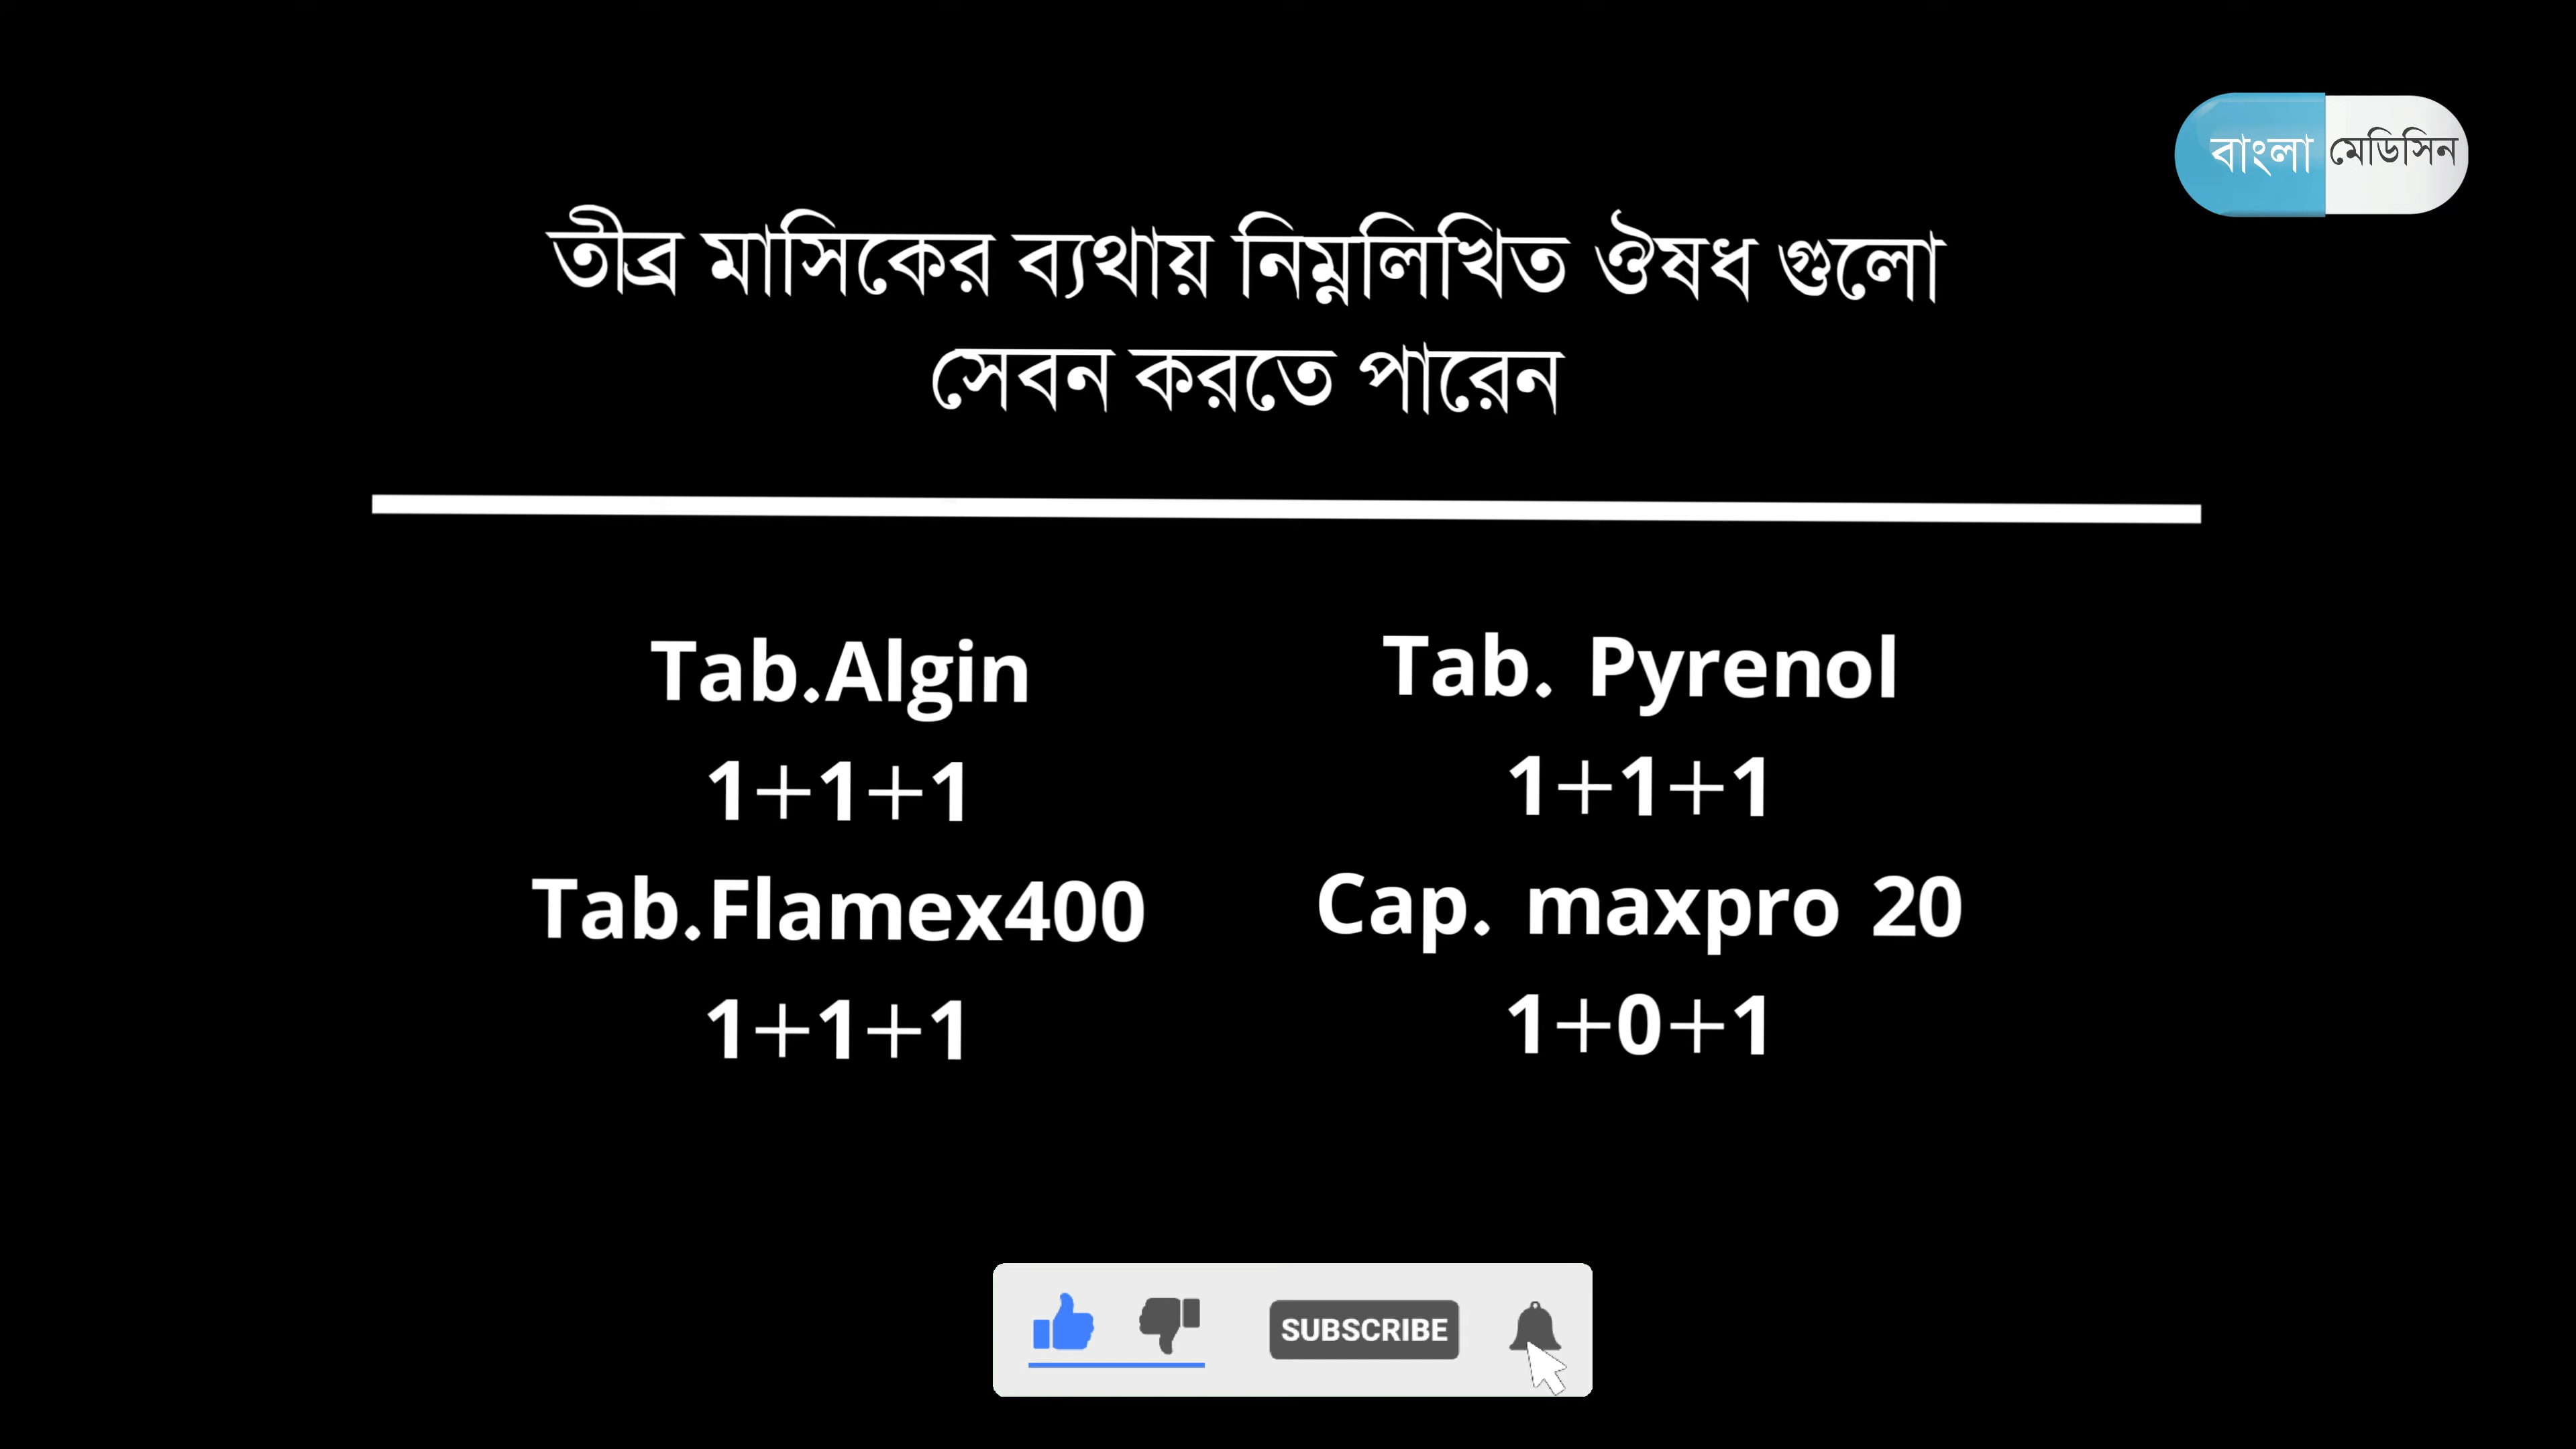 বাংলা মেডিসিন
তীব্র মাসিকের ব্যথায় নিম্নলিখিত ঔষধ গুলো
সেবন করতে পারেন
Tab.Algin
1+1+1
Tab.Flamex400
1+1+1
Tab. Pyrenol
1+1+1
Cap. maxpro 20
1+0+1
SUBSCRIBE